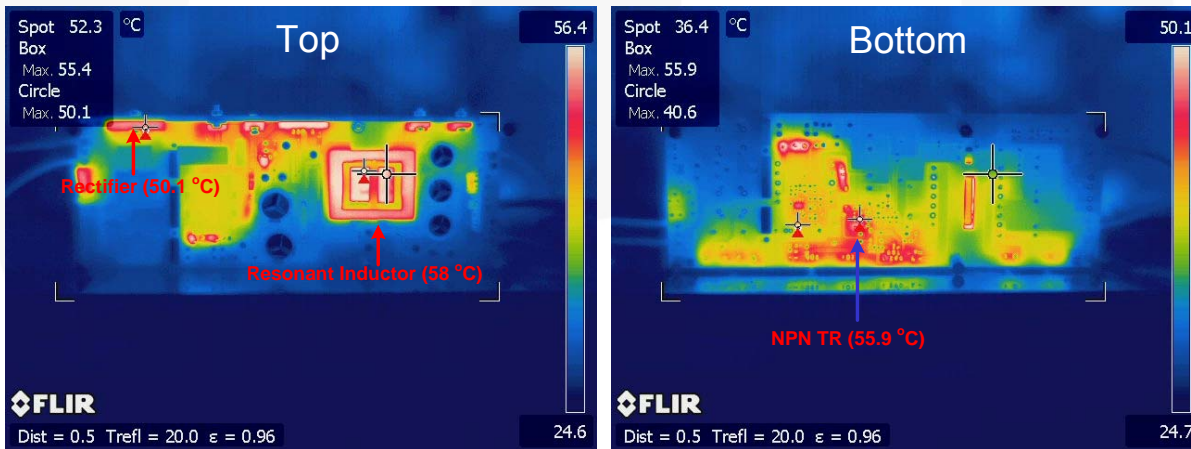 Spot 52.3 °C
Top
56.4
Box
Max. 55.4
Circle
Max. 50.1
Rectifier (50.1 °C)
Resonant Inductor (58 °C)
FLIR
Dist = 0.5 Trefl = 20.0 ε = 0.96
24.6
Spot 36.4 °C
Bottom
50.1
Box
Max. 55.9
Circle
Max. 40.6
NPN TR (55.9 °C)
FLIR
Dist = 0.5 Trefl = 20.0 ε = 0.96
24.7